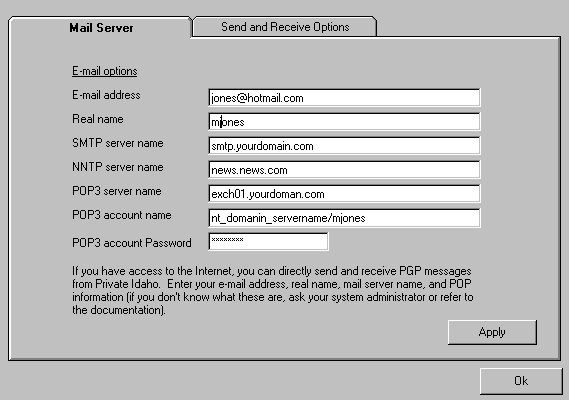 Mail Server
Send and Receive Options
E-mail options
E-mail address
jones@hotmail.com
Real name
mjones
SMTP server name
smtp.yourdomain.com
NNTP server name
news.news.com
POP3 server name
exch01.yourdoman.com
POP3 account name
nt_domanin_servername/mjones
POP3 account Password
********
If you have access to the Internet, you can directly send and receive PGP messages
from Private Idaho.  Enter your e-mail address, real name, mail server name, and POP
information (if you don't know what these are, ask your system administrator or refer to
the documentation).
Apply
Ok